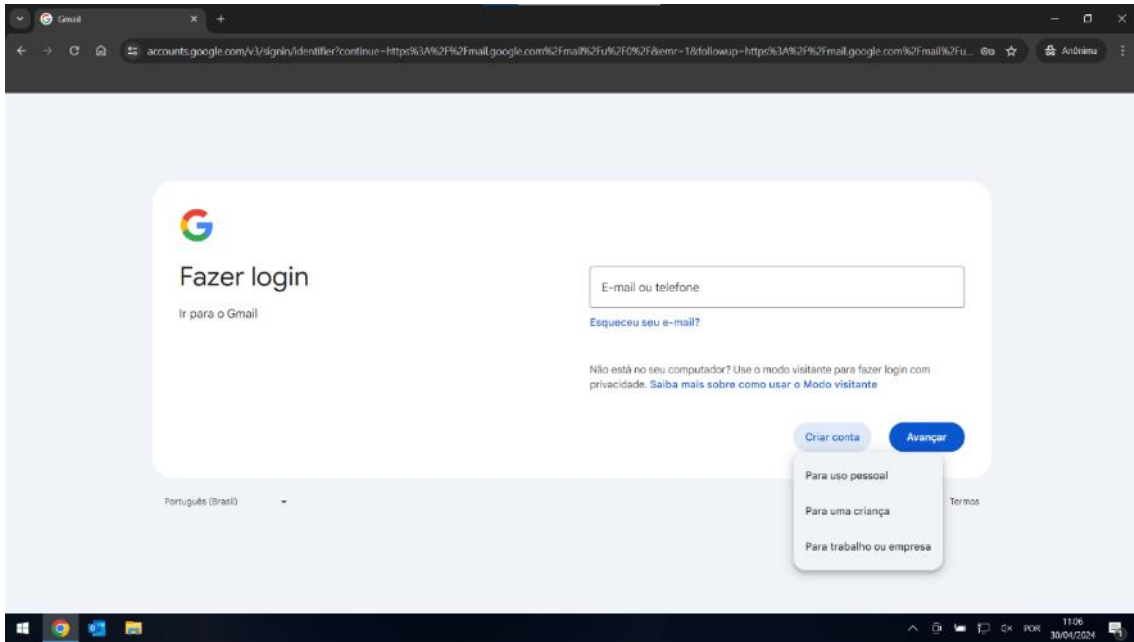 Gmail
accounts.google.com/v3/signin/identifier?continue=https%3A%2F%2Fmail.google.com%2Fmail%2Fu%2F0%2F&emr=1&followup=https%3A%2F%2Fmail.google.com%2Fmail%2Fu...
Anônima
Fazer login
Ir para o Gmail
E-mail ou telefone
Esqueceu seu e-mail?
Não está no seu computador? Use o modo visitante para fazer login com
privacidade. Saiba mais sobre como usar o Modo visitante
Criar conta
Avançar
Para uso pessoal
Para uma criança
Para trabalho ou empresa
Português (Brasil)
Termos
POR
11:06
30/04/2024